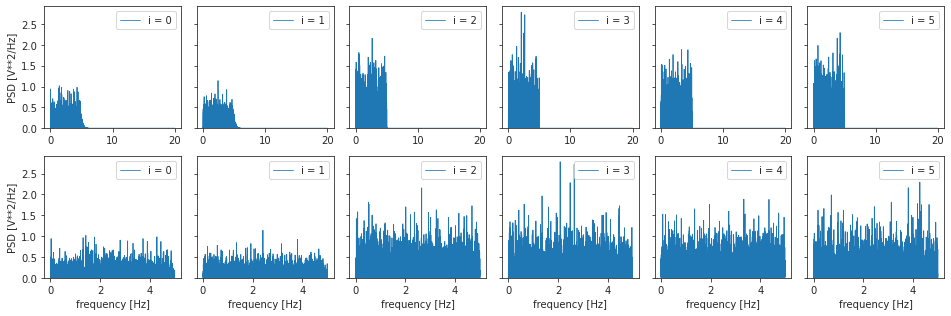 i = 0
i = 1
i = 2
i = 3
i = 4
i = 5
PSD [V**2/Hz]
2.5
2.0
1.5
1.0
0.5
0.0
0 10 20 0 10 20 0 10 20 0 10 20 0 10 20 0 10 20
i = 0
i = 1
i = 2
i = 3
i = 4
i = 5
PSD [V**2/Hz]
2.5
2.0
1.5
1.0
0.5
0.0
0 2 4 0 2 4 0 2 4 0 2 4 0 2 4 0 2 4
frequency [Hz] frequency [Hz] frequency [Hz] frequency [Hz] frequency [Hz] frequency [Hz]